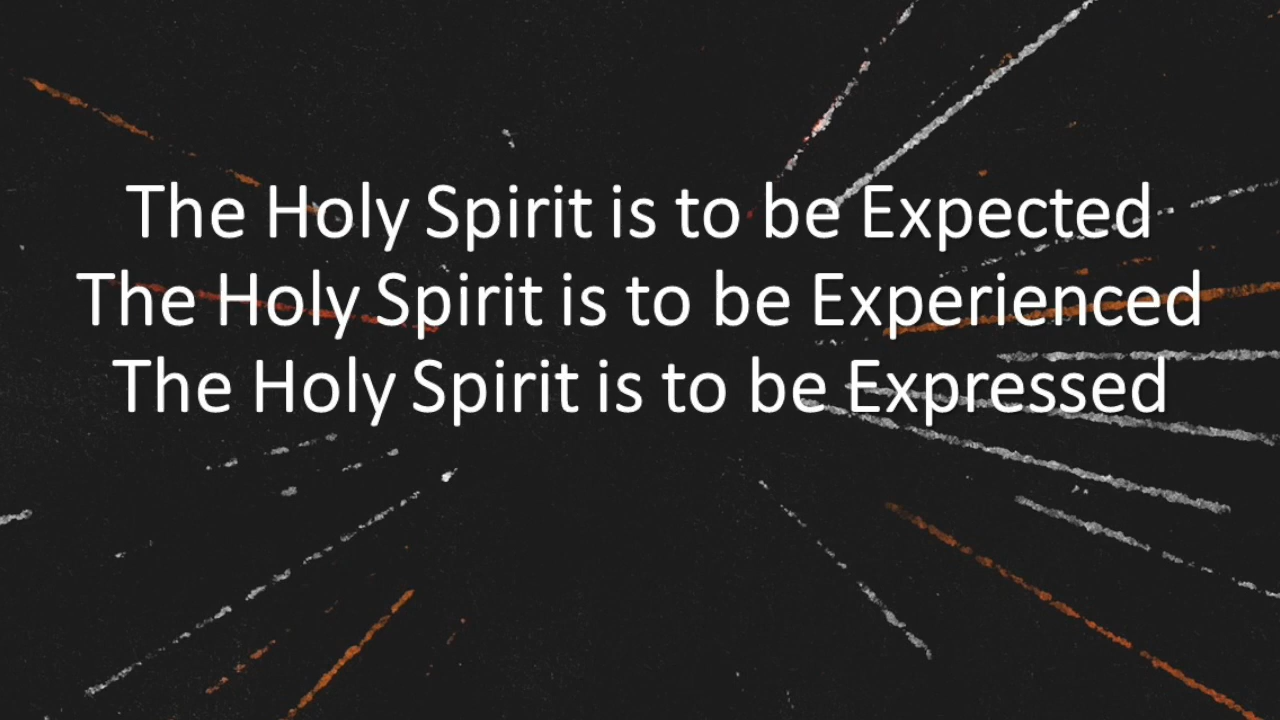 The Holy Spirit is to be Expected
The Holy Spirit is to be Experienced
The Holy Spirit is to be Expressed